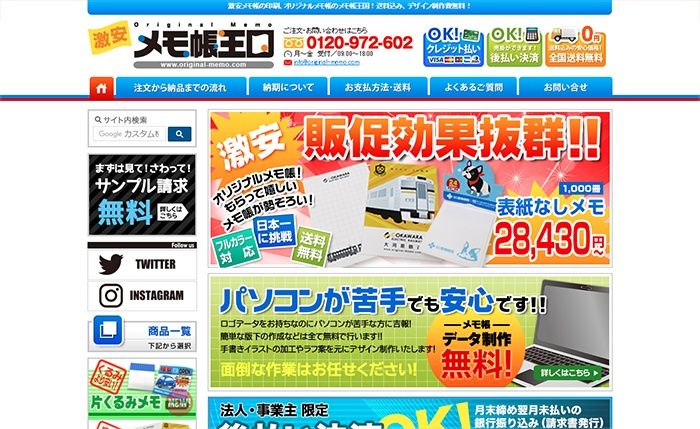 激安メモ帳の印刷、オリジナルメモ帳のメモ帳王国！送料込み、デザイン制作費無料！
激安
Original Memo
メモ帳王国
www.original-memo.com
ご注文・お問い合わせはこちら
0120-972-602
月～金 受付／09:00～18:00
info@original-memo.com
OK!
クレジット払い
VISA
OK!
売掛ができます！
後払い決済
0円
送料込みの安心価格！
全国送料無料
注文から納品までの流れ
納期について
お支払方法・送料
よくあるご質問
お問い合せ
サイト内検索
Google カスタム検
まずは見て！さわって！
サンプル請求
無料
詳しくはこちら
Follow us
TWITTER
INSTAGRAM
商品一覧
下記から選択
片くるみメモ
激安
販促効果抜群!!
オリジナルメモ帳！
もらって嬉しい
メモ帳が勢ぞろい！
フルカラー対応
日本一に挑戦
送料無料
OKAWARA
1,000冊
表紙なしメモ
28,430円～
パソコンが苦手でも安心です!!
ロゴデータをお持ちなのにパソコンが苦手な方に吉報！
簡単な版下の作成などは全て無料で行います!!
手書きイラストの加工やラフ案を元にデザイン制作いたします！
面倒な作業はお任せください！
メモ帳
データ制作
無料！
詳しくはこちら
法人・事業主 限定
後払い決済OK!
月末締め翌月末払いの
銀行振り込み（請求書発行）